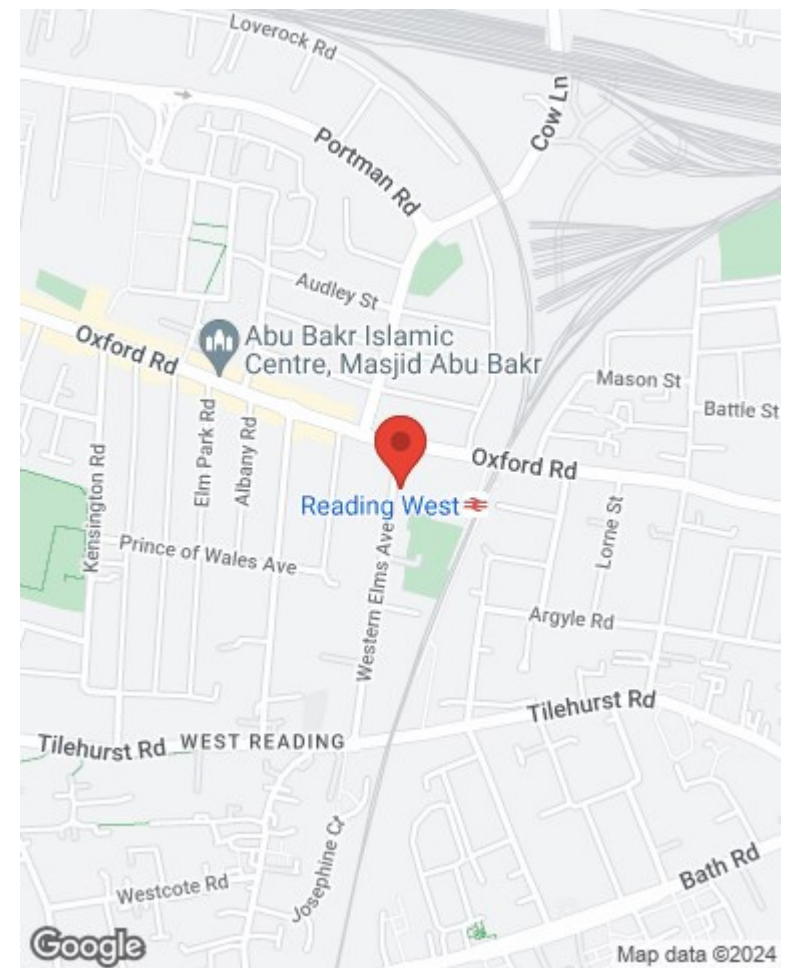 Loverock Rd
Cow Ln
Portman Rd
Audley St
Oxford Rd
Abu Bakr Islamic
Centre, Masjid Abu Bakr
Mason St
Battle St
Elm Park Rd
Albany Rd
Kensington Rd
Oxford Rd
Reading West
Lorne St
Prince of Wales Ave
Western Elms Ave
Argyle Rd
Tilehurst Rd
Tilehurst Rd
WEST READING
Josephine Ct
Bath Rd
Westcote Rd
Google
Map data ©2024